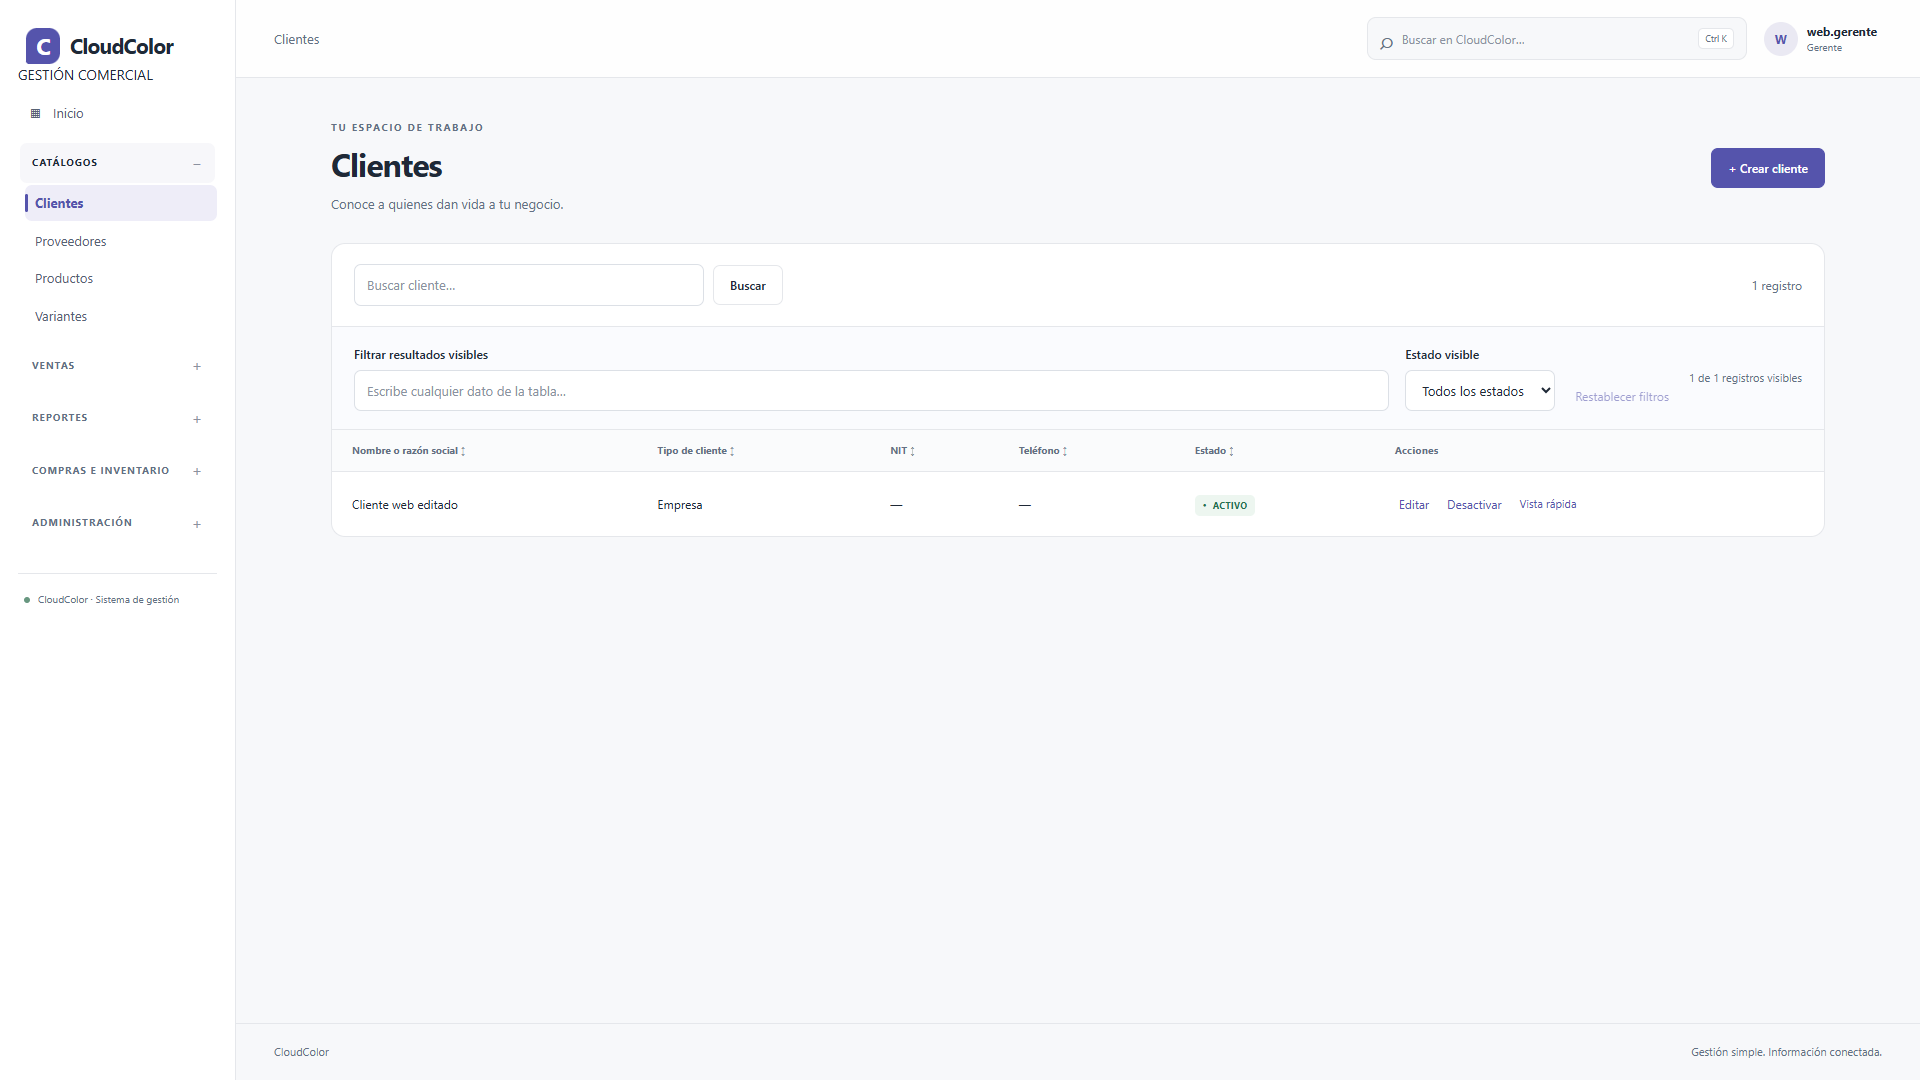 C CloudColor
GESTIÓN COMERCIAL
Inicio
CATÁLOGOS –
Clientes
Proveedores
Productos
Variantes
VENTAS +
REPORTES +
COMPRAS E INVENTARIO +
ADMINISTRACIÓN +
CloudColor · Sistema de gestión
Clientes
Buscar en CloudColor... Ctrl K
W web.gerente
Gerente
TU ESPACIO DE TRABAJO
Clientes
Conoce a quienes dan vida a tu negocio.
+ Crear cliente
Buscar cliente... Buscar 1 registro
Filtrar resultados visibles Estado visible
Escribe cualquier dato de la tabla... Todos los estados Restablecer filtros 1 de 1 registros visibles
Nombre o razón social ↕ Tipo de cliente ↕ NIT ↕ Teléfono ↕ Estado ↕ Acciones
Cliente web editado Empresa — — • ACTIVO Editar Desactivar Vista rápida
CloudColor Gestión simple. Información conectada.